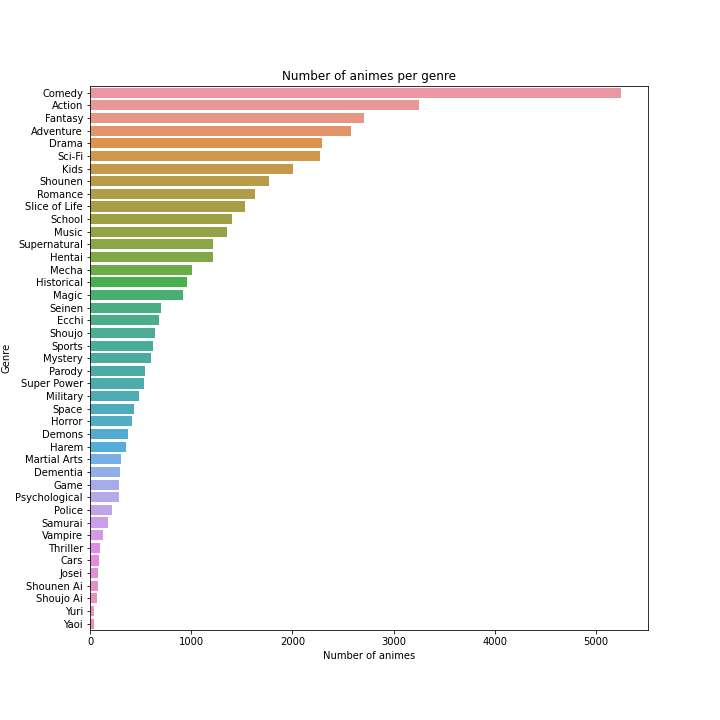 Number of animes per genre
Genre
Comedy
Action
Fantasy
Adventure
Drama
Sci-Fi
Kids
Shounen
Romance
Slice of Life
School
Music
Supernatural
Hentai
Mecha
Historical
Magic
Seinen
Ecchi
Shoujo
Sports
Mystery
Parody
Super Power
Military
Space
Horror
Demons
Harem
Martial Arts
Dementia
Game
Psychological
Police
Samurai
Vampire
Thriller
Cars
Josei
Shounen Ai
Shoujo Ai
Yuri
Yaoi
0 1000 2000 3000 4000 5000
Number of animes